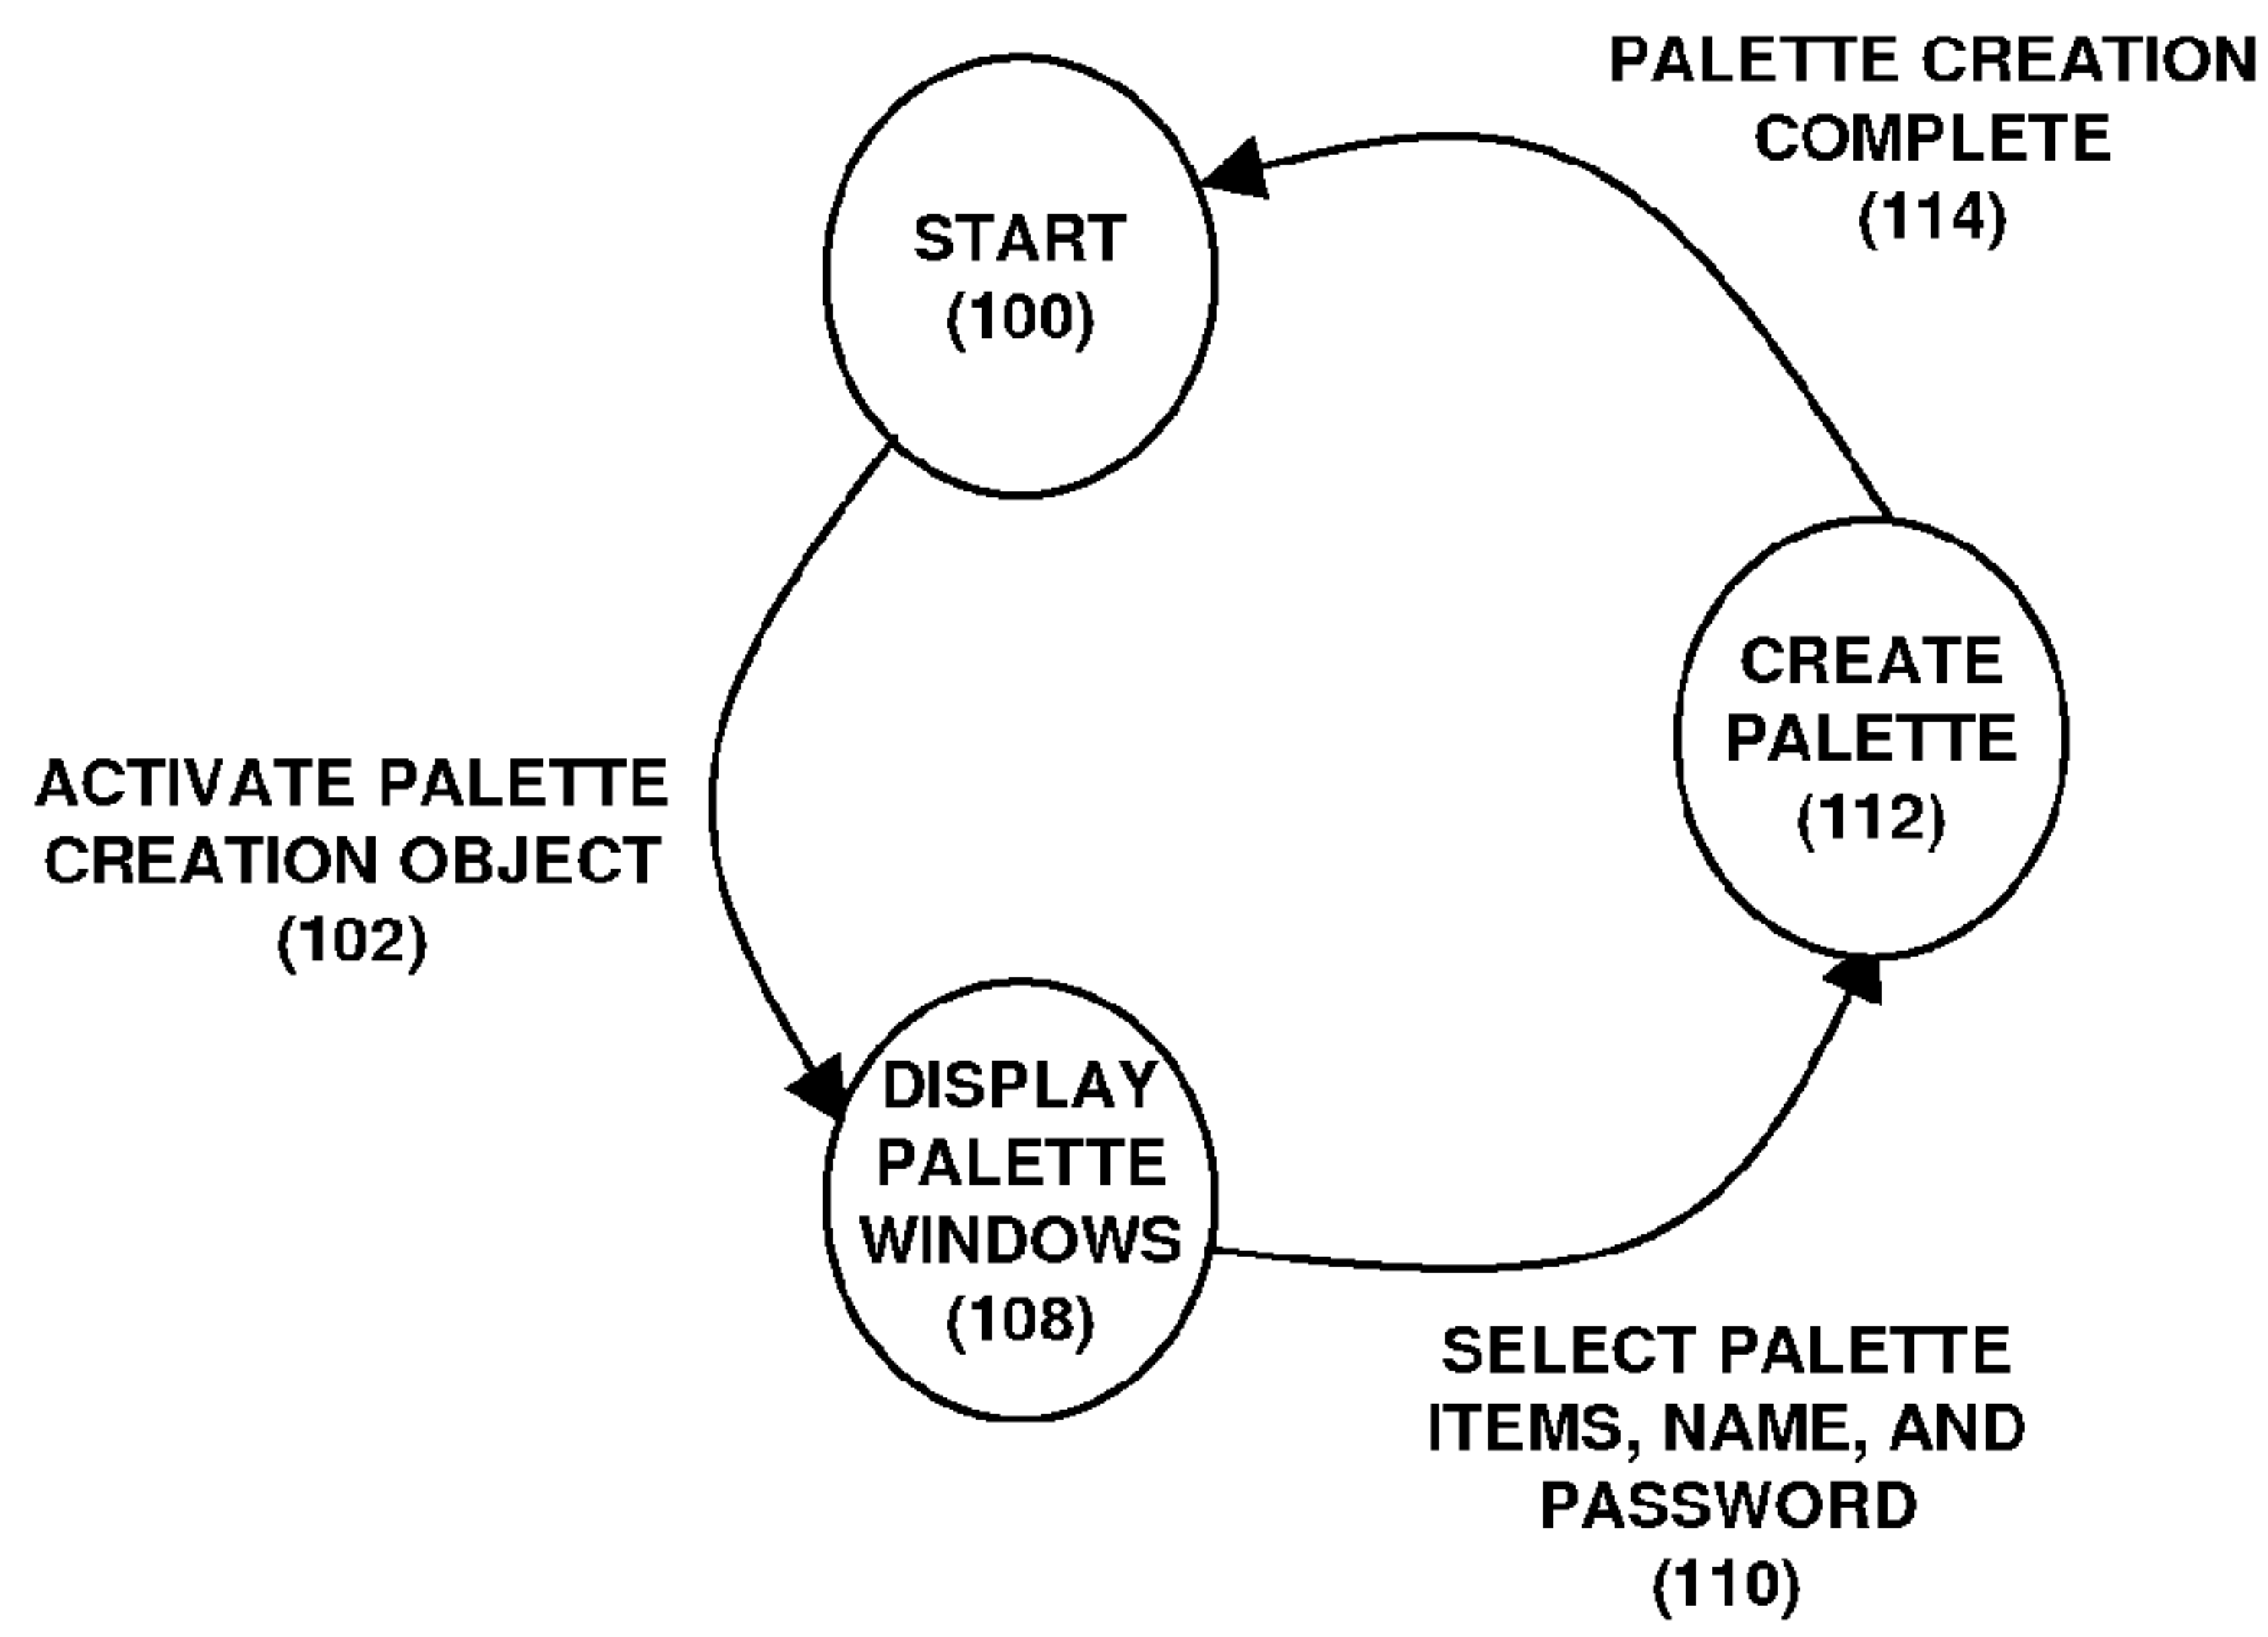 PALETTE CREATION
COMPLETE
(114)
START
(100)
CREATE
PALETTE
(112)
ACTIVATE PALETTE
CREATION OBJECT
(102)
DISPLAY
PALETTE
WINDOWS
(108)
SELECT PALETTE
ITEMS, NAME, AND
PASSWORD
(110)